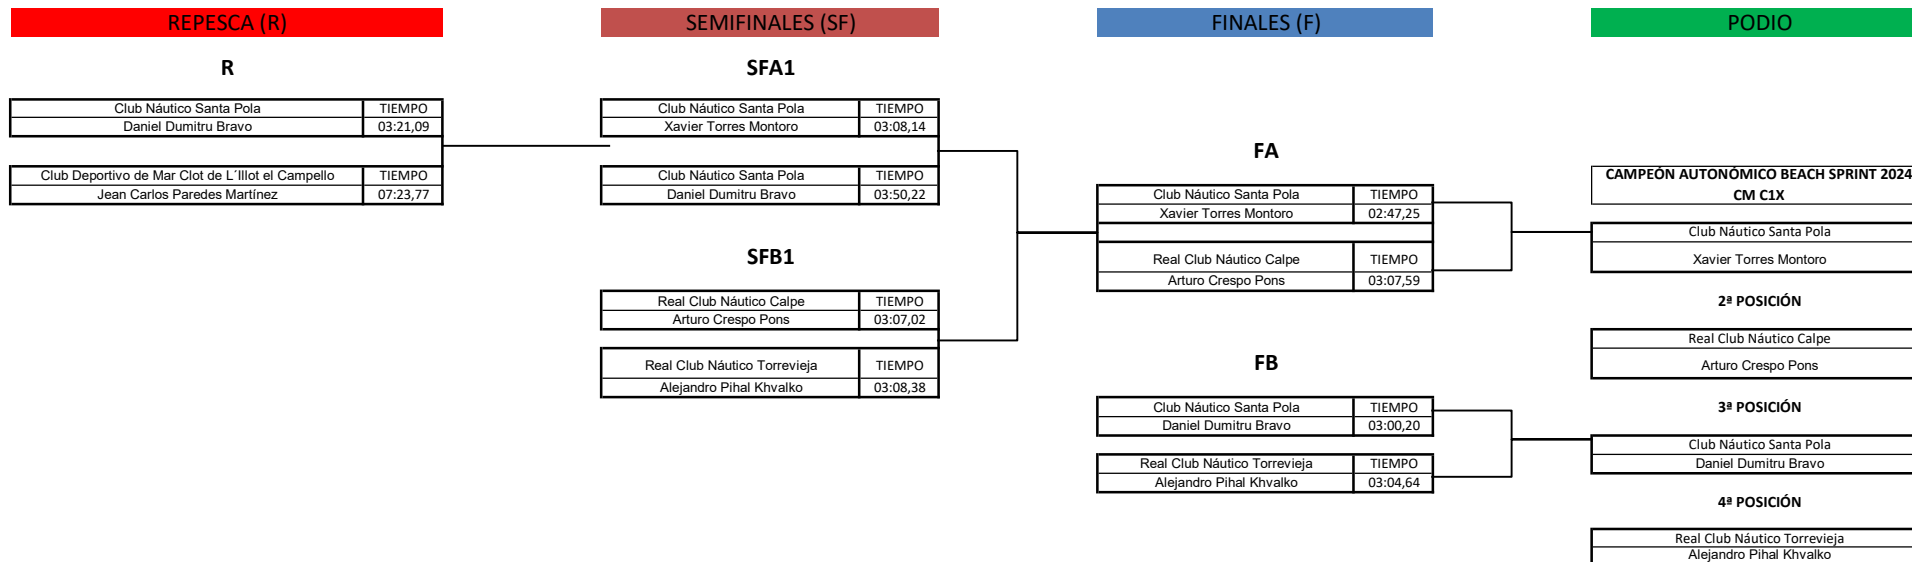 REPESCA (R)
SEMIFINALES (SF)
FINALES (F)
PODIO
R
Club Náutico Santa Pola TIEMPO
Daniel Dumitru Bravo 03:21,09
Club Deportivo de Mar Clot de L´Illot el Campello TIEMPO
Jean Carlos Paredes Martínez 07:23,77
SFA1
Club Náutico Santa Pola TIEMPO
Xavier Torres Montoro 03:08,14
Club Náutico Santa Pola TIEMPO
Daniel Dumitru Bravo 03:50,22
SFB1
Real Club Náutico Calpe TIEMPO
Arturo Crespo Pons 03:07,02
Real Club Náutico Torrevieja TIEMPO
Alejandro Pihal Khvalko 03:08,38
FA
Club Náutico Santa Pola TIEMPO
Xavier Torres Montoro 02:47,25
Real Club Náutico Calpe TIEMPO
Arturo Crespo Pons 03:07,59
FB
Club Náutico Santa Pola TIEMPO
Daniel Dumitru Bravo 03:00,20
Real Club Náutico Torrevieja TIEMPO
Alejandro Pihal Khvalko 03:04,64
CAMPEÓN AUTONÓMICO BEACH SPRINT 2024
CM C1X
Club Náutico Santa Pola
Xavier Torres Montoro
2ª POSICIÓN
Real Club Náutico Calpe
Arturo Crespo Pons
3ª POSICIÓN
Club Náutico Santa Pola
Daniel Dumitru Bravo
4ª POSICIÓN
Real Club Náutico Torrevieja
Alejandro Pihal Khvalko